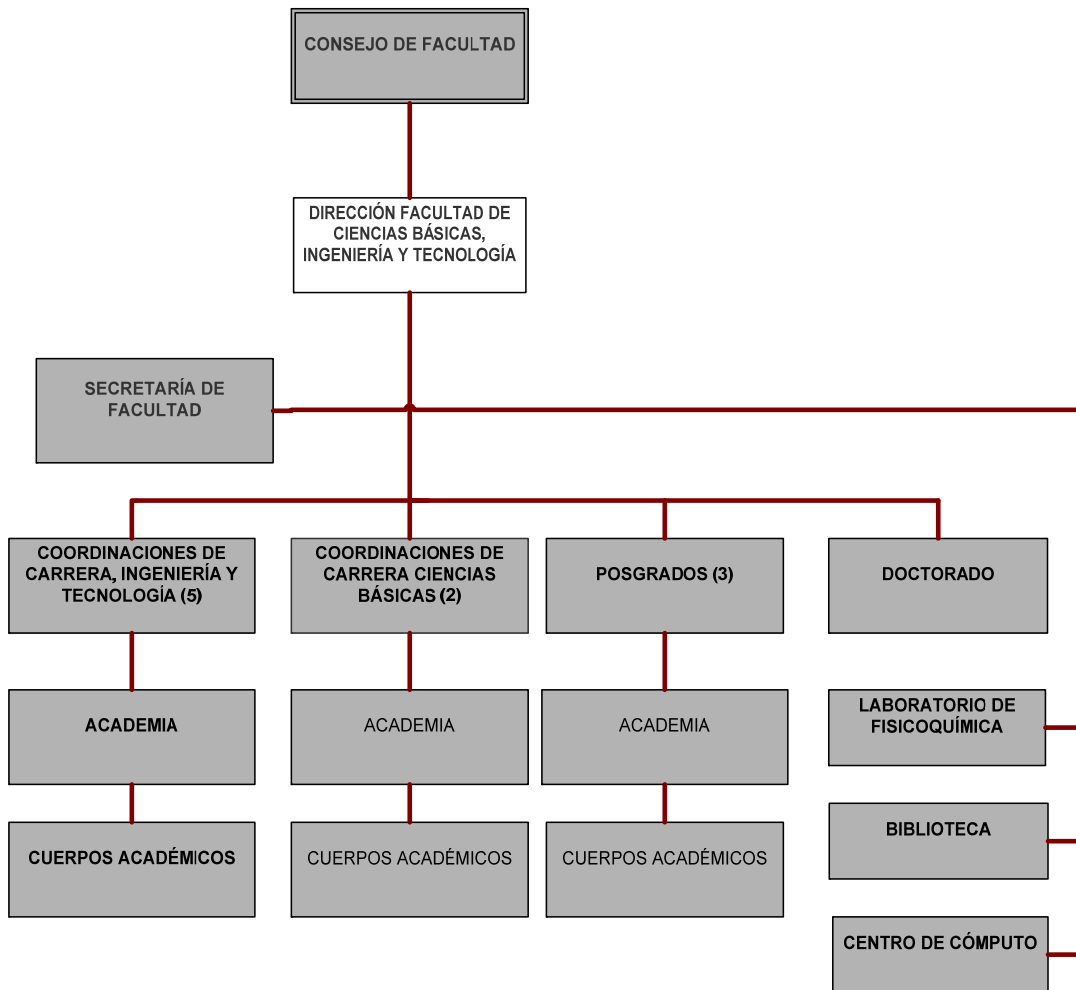 CONSEJO DE FACULTAD
DIRECCIÓN FACULTAD DE
CIENCIAS BÁSICAS,
INGENIERÍA Y TECNOLOGÍA
SECRETARÍA DE
FACULTAD
COORDINACIONES DE
CARRERA, INGENIERÍA Y
TECNOLOGÍA (5)
COORDINACIONES DE
CARRERA CIENCIAS
BÁSICAS (2)
POSGRADOS (3)
DOCTORADO
ACADEMIA
ACADEMIA
ACADEMIA
LABORATORIO DE
FISICOQUÍMICA
CUERPOS ACADÉMICOS
CUERPOS ACADÉMICOS
CUERPOS ACADÉMICOS
BIBLIOTECA
CENTRO DE CÓMPUTO